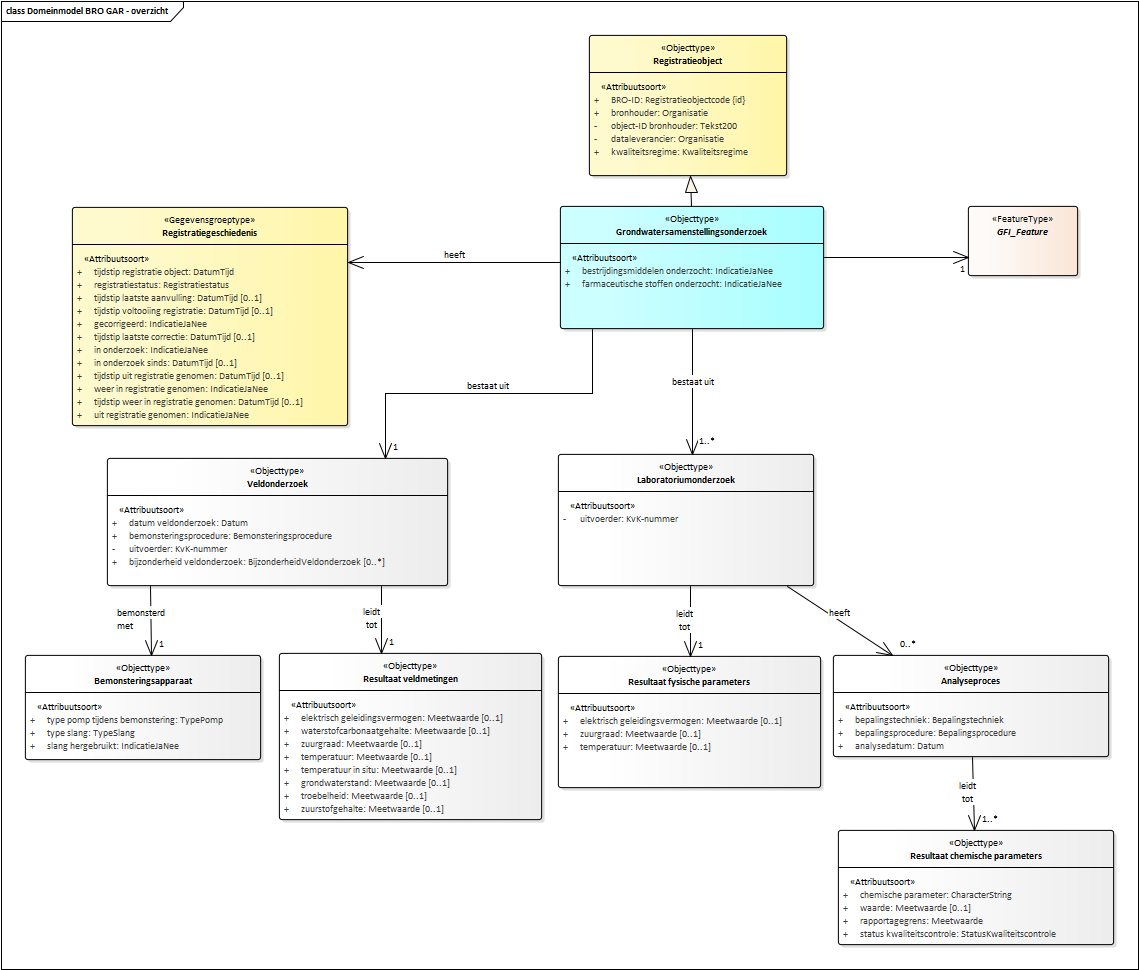 class Domeinmodel BRO GAR - overzicht
«Objecttype»
Registratieobject
«Attribuutsoort»
+ BRO-ID: Registratieobjectcode {id}
+ bronhouder: Organisatie
- object-ID bronhouder: Tekst200
- dataleverancier: Organisatie
+ kwaliteitsregime: Kwaliteitsregime
«Gegevensgroeptype»
Registratiegeschiedenis
«Attribuutsoort»
+ tijdstip registratie object: DatumTijd
+ registratiestatus: Registratiestatus
+ tijdstip laatste aanvulling: DatumTijd [0..1]
+ tijdstip voltooiing registratie: DatumTijd [0..1]
+ gecorrigeerd: IndicatieJaNee
+ tijdstip laatste correctie: DatumTijd [0..1]
+ in onderzoek: IndicatieJaNee
+ in onderzoek sinds: DatumTijd [0..1]
+ tijdstip uit registratie genomen: DatumTijd [0..1]
+ weer in registratie genomen: IndicatieJaNee
+ tijdstip weer in registratie genomen: DatumTijd [0..1]
+ uit registratie genomen: IndicatieJaNee
heeft
«Objecttype»
Grondwatersamenstellingsonderzoek
«Attribuutsoort»
+ bestrijdingsmiddelen onderzocht: IndicatieJaNee
+ farmaceutische stoffen onderzocht: IndicatieJaNee
1
«FeatureType»
GFI_Feature
bestaat uit
1
bestaat uit
1..*
«Objecttype»
Veldonderzoek
«Attribuutsoort»
+ datum veldonderzoek: Datum
+ bemonsteringsprocedure: Bemonsteringsprocedure
- uitvoerder: KvK-nummer
+ bijzonderheid veldonderzoek: BijzonderheidVeldonderzoek [0..*]
«Objecttype»
Laboratoriumonderzoek
«Attribuutsoort»
- uitvoerder: KvK-nummer
bemonsterd
met
1
leidt
tot
1
leidt
tot
1
heeft
0..*
«Objecttype»
Bemonsteringsapparaat
«Attribuutsoort»
+ type pomp tijdens bemonstering: TypePomp
+ type slang: TypeSlang
+ slang hergebruikt: IndicatieJaNee
«Objecttype»
Resultaat veldmetingen
«Attribuutsoort»
+ elektrisch geleidingsvermogen: Meetwaarde [0..1]
+ waterstofcarbonaatgehalte: Meetwaarde [0..1]
+ zuurgraad: Meetwaarde [0..1]
+ temperatuur: Meetwaarde [0..1]
+ temperatuur in situ: Meetwaarde [0..1]
+ grondwaterstand: Meetwaarde [0..1]
+ troebelheid: Meetwaarde [0..1]
+ zuurstofgehalte: Meetwaarde [0..1]
«Objecttype»
Resultaat fysische parameters
«Attribuutsoort»
+ elektrisch geleidingsvermogen: Meetwaarde [0..1]
+ zuurgraad: Meetwaarde [0..1]
+ temperatuur: Meetwaarde [0..1]
«Objecttype»
Analyseproces
«Attribuutsoort»
+ bepalingstechniek: Bepalingstechniek
+ bepalingsprocedure: Bepalingsprocedure
+ analysedatum: Datum
leidt
tot
1..*
«Objecttype»
Resultaat chemische parameters
«Attribuutsoort»
+ chemische parameter: CharacterString
+ waarde: Meetwaarde [0..1]
+ rapportagegrens: Meetwaarde
+ status kwaliteitscontrole: StatusKwaliteitscontrole